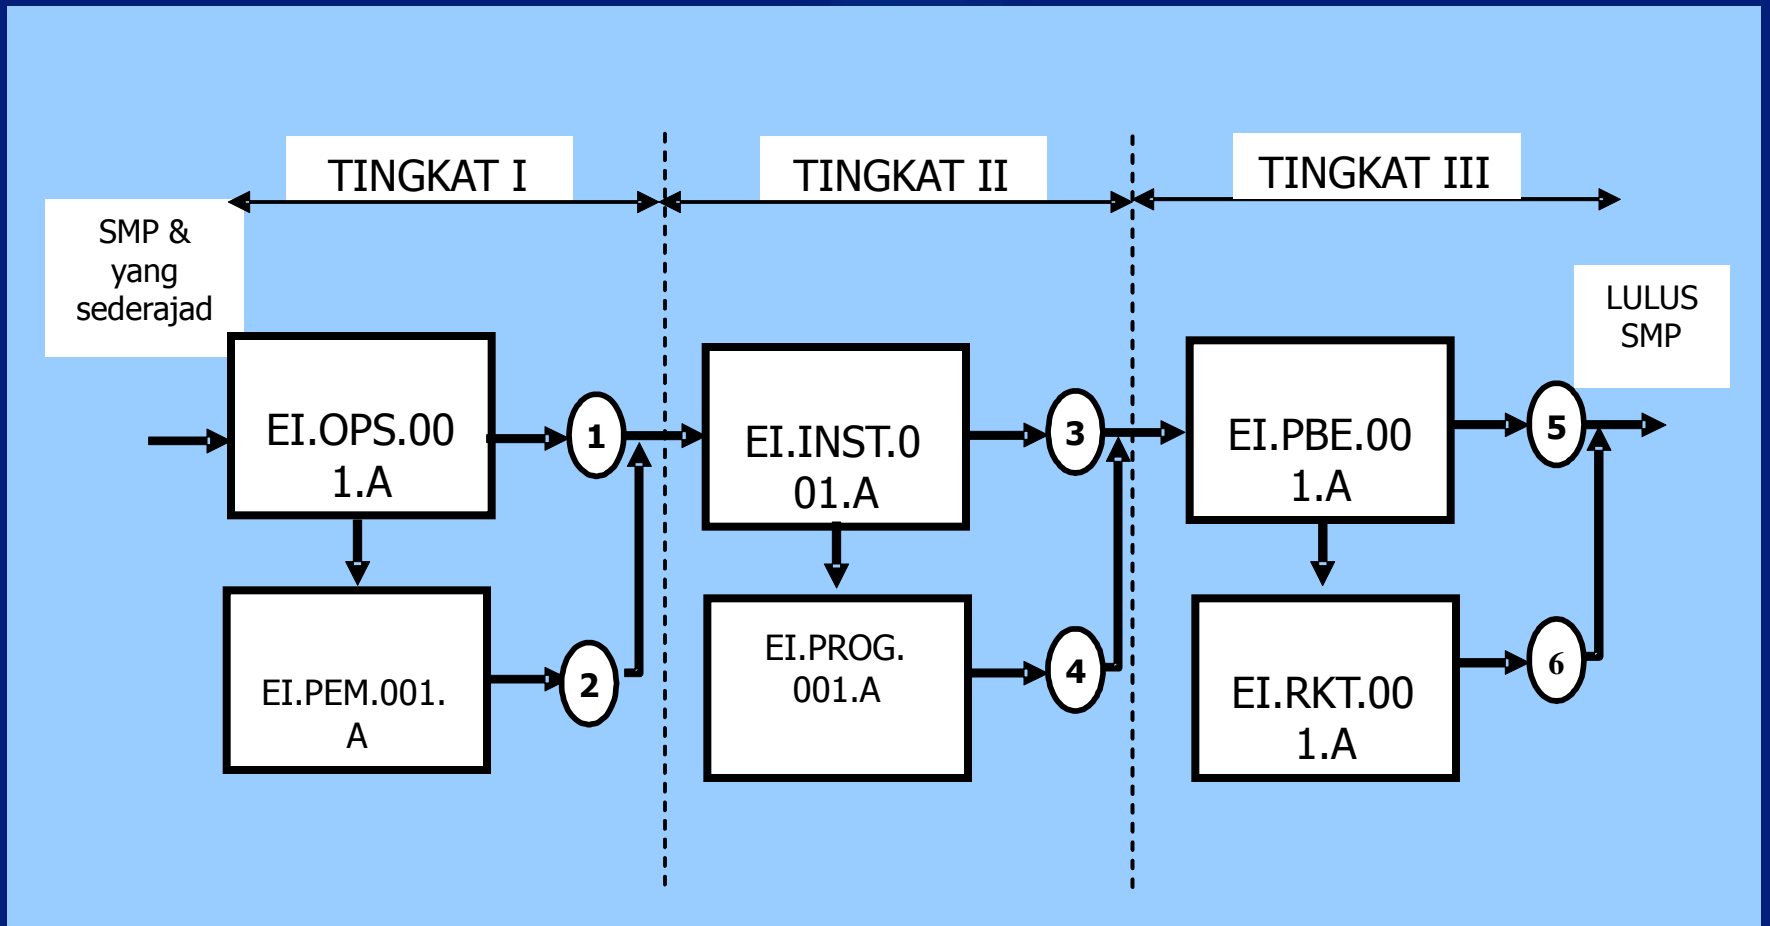 TINGKAT I
TINGKAT II
TINGKAT III
SMP &
yang
sederajad
LULUS
SMP
EI.OPS.00
1.A
1
EI.INST.0
01.A
3
EI.PBE.00
1.A
5
EI.PEM.001.
A
2
EI.PROG.
001.A
4
EI.RKT.00
1.A
6